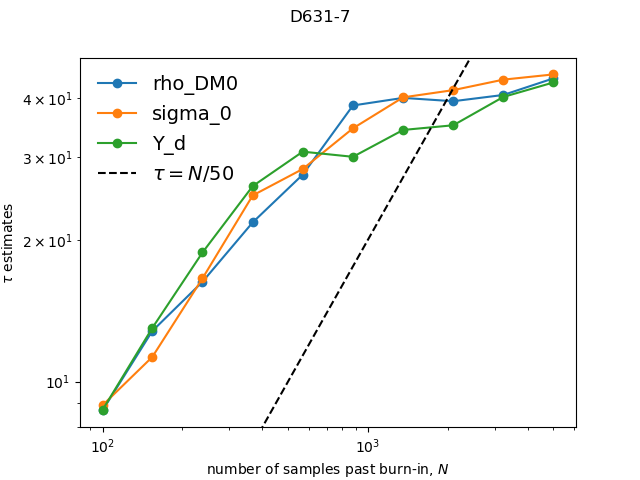 D631-7
rho_DM0
sigma_0
Y_d
τ = N/50
4 × 10¹
3 × 10¹
2 × 10¹
10¹
τ estimates
10² 10³
number of samples past burn-in, N